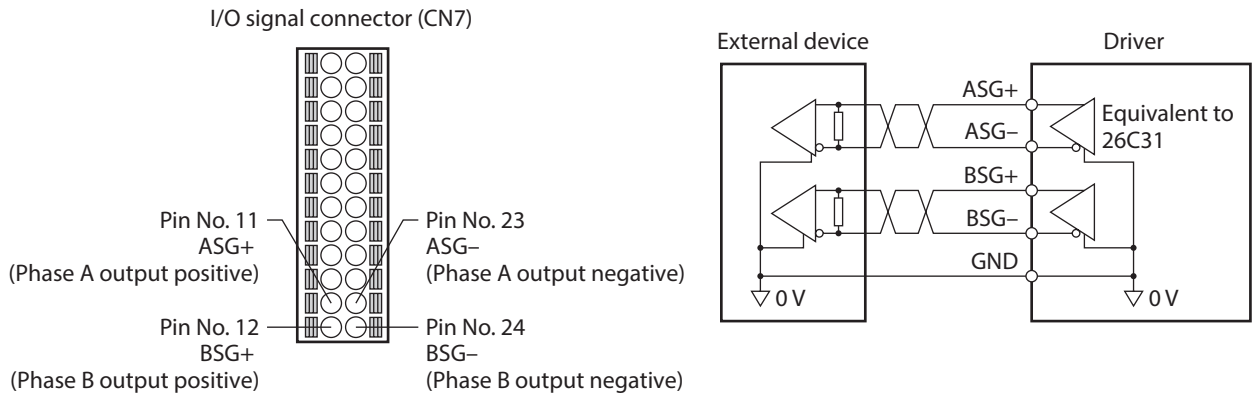 I/O signal connector (CN7)
Pin No. 11
ASG+
(Phase A output positive)
Pin No. 23
ASG–
(Phase A output negative)
Pin No. 12
BSG+
(Phase B output positive)
Pin No. 24
BSG–
(Phase B output negative)
External device
Driver
ASG+
ASG–
Equivalent to
26C31
BSG+
BSG–
GND
0 V
0 V